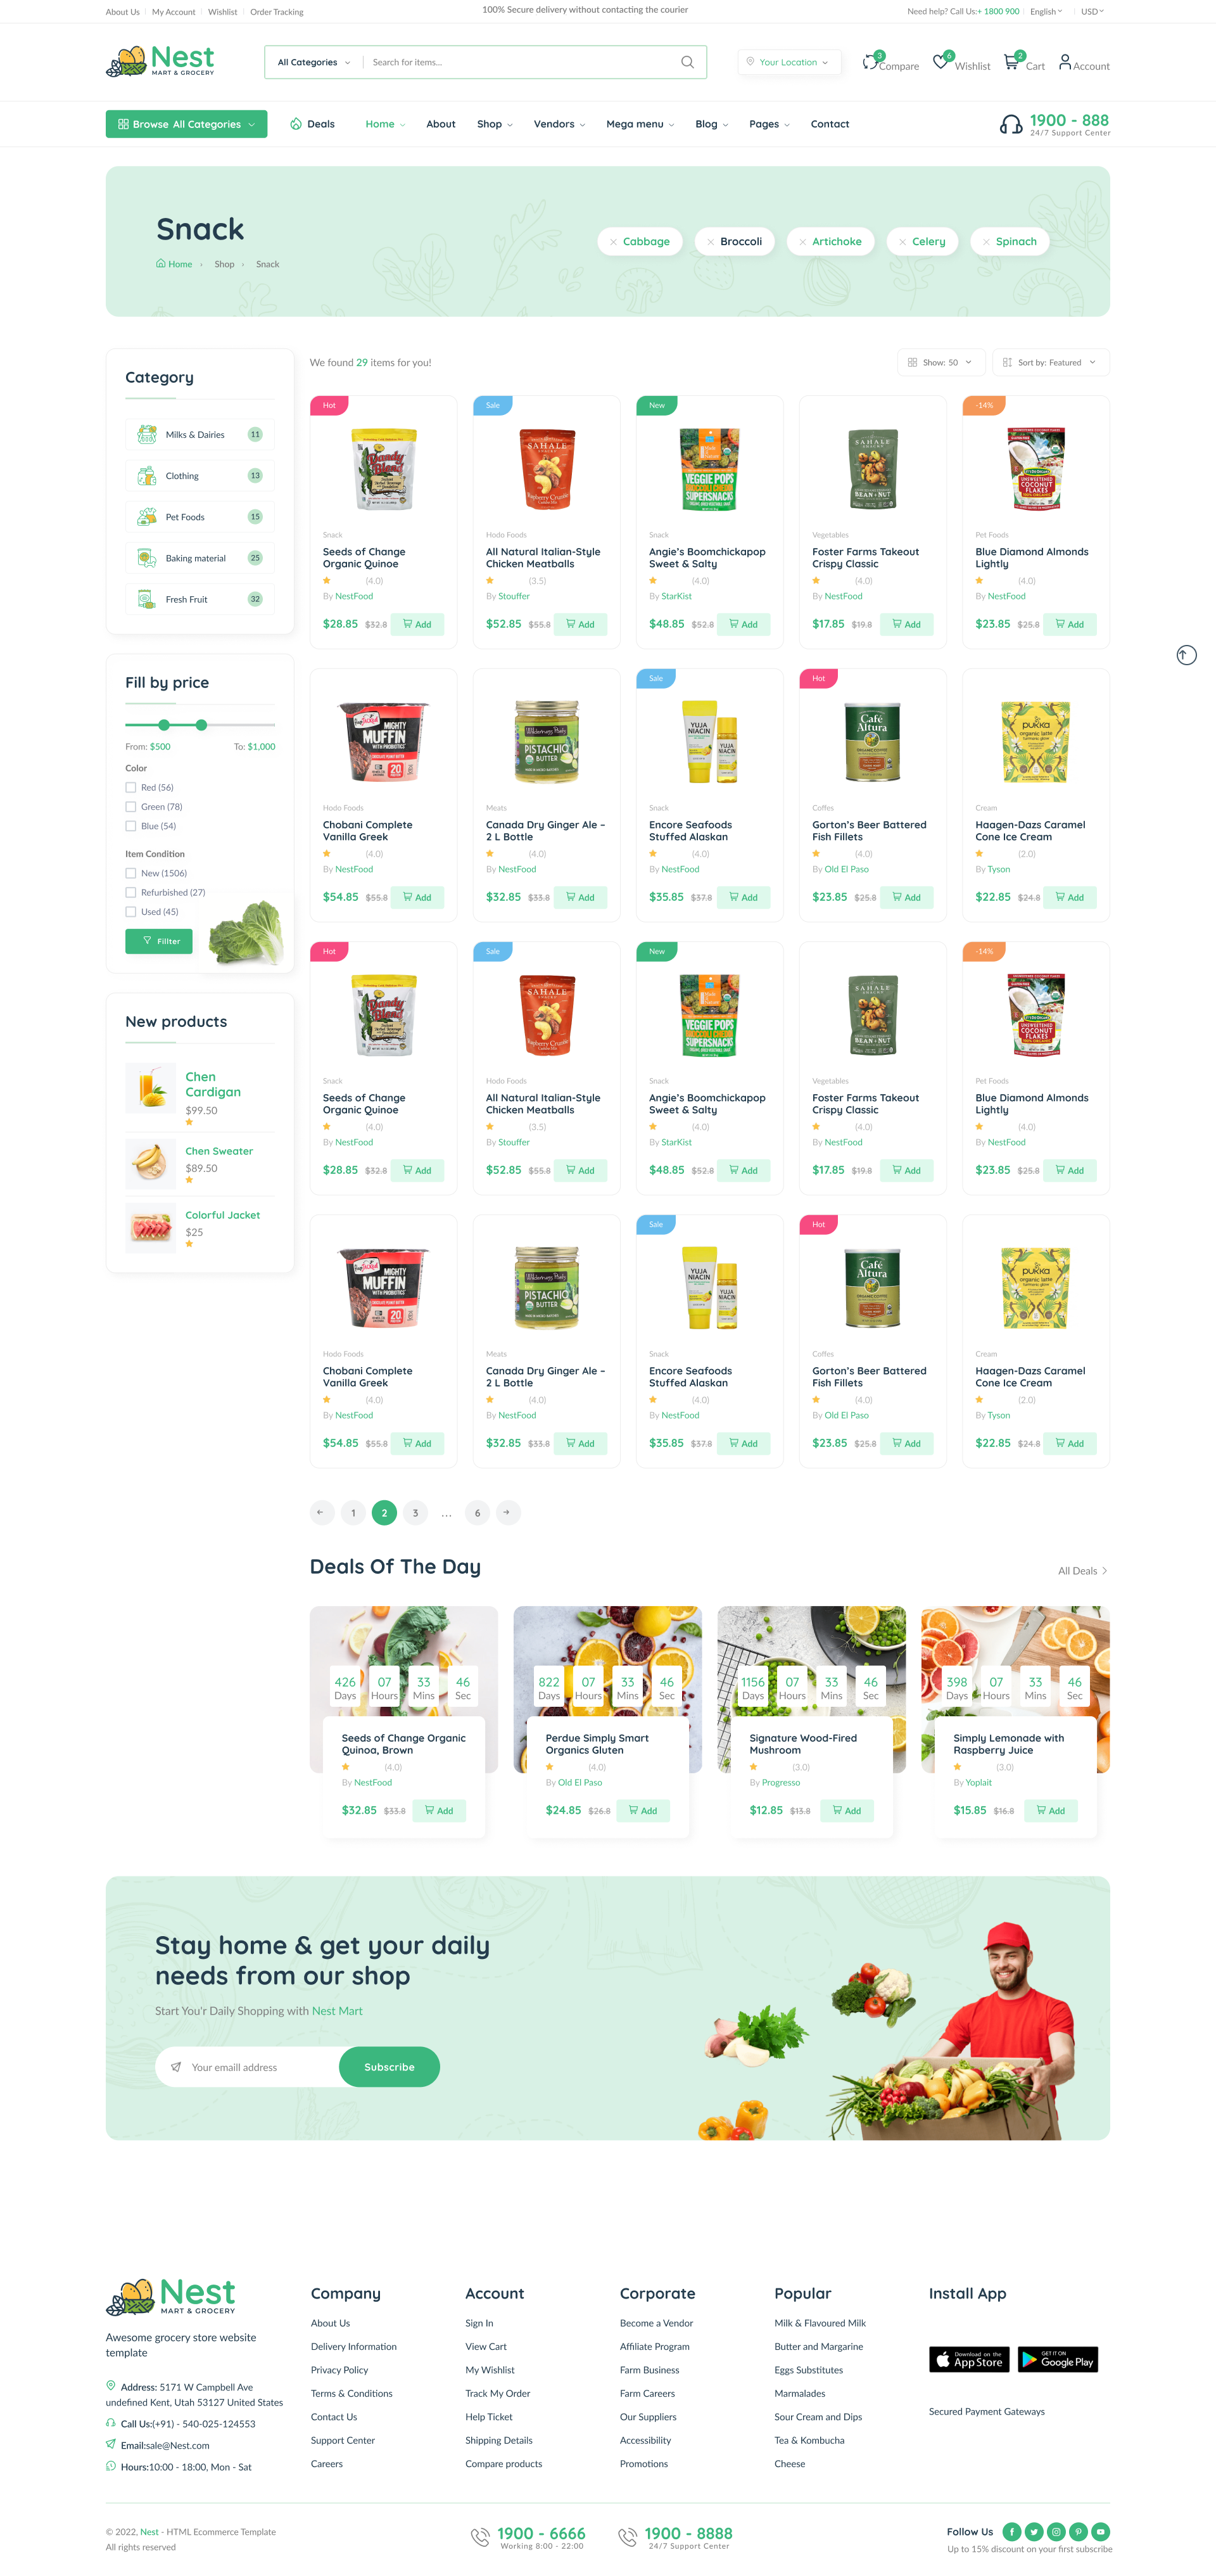 About Us My Account Wishlist Order Tracking
100% Secure delivery without contacting the courier
Need help? Call Us:+ 1800 900 English USD
Nest
MART & GROCERY
All Categories Search for items...
Your Location
3 Compare 6 Wishlist 2 Cart Account
Browse All Categories Deals Home About Shop Vendors Mega menu Blog Pages Contact
1900 - 888
24/7 Support Center
Snack
Home Shop Snack
Cabbage Broccoli Artichoke Celery Spinach
Category
Milks & Dairies 11
Clothing 13
Pet Foods 15
Baking material 25
Fresh Fruit 32
Fill by price
From: $500 To: $1,000
Color
Red (56)
Green (78)
Blue (54)
Item Condition
New (1506)
Refurbished (27)
Used (45)
Fillter
New products
Chen
Cardigan
$99.50
Chen Sweater
$89.50
Colorful Jacket
$25
We found 29 items for you!
Show: 50 Sort by: Featured
Hot Sale New -14%
Snack Hodo Foods Snack Vegetables Pet Foods
Seeds of Change All Natural Italian-Style Angie's Boomchickapop Foster Farms Takeout Blue Diamond Almonds
Organic Quinoe Chicken Meatballs Sweet & Salty Crispy Classic Lightly
(4.0) (3.5) (4.0) (4.0) (4.0)
By NestFood By Stouffer By StarKist By NestFood By NestFood
$28.85 $32.8 Add $52.85 $55.8 Add $48.85 $52.8 Add $17.85 $19.8 Add $23.85 $25.8 Add
Sale Hot
Hodo Foods Meats Snack Coffes Cream
Chobani Complete Canada Dry Ginger Ale – Encore Seafoods Gorton's Beer Battered Haagen-Dazs Caramel
Vanilla Greek 2 L Bottle Stuffed Alaskan Fish Fillets Cone Ice Cream
(4.0) (4.0) (4.0) (4.0) (2.0)
By NestFood By NestFood By NestFood By Old El Paso By Tyson
$54.85 $55.8 Add $32.85 $33.8 Add $35.85 $37.8 Add $23.85 $25.8 Add $22.85 $24.8 Add
Hot Sale New -14%
Snack Hodo Foods Snack Vegetables Pet Foods
Seeds of Change All Natural Italian-Style Angie's Boomchickapop Foster Farms Takeout Blue Diamond Almonds
Organic Quinoe Chicken Meatballs Sweet & Salty Crispy Classic Lightly
(4.0) (3.5) (4.0) (4.0) (4.0)
By NestFood By Stouffer By StarKist By NestFood By NestFood
$28.85 $32.8 Add $52.85 $55.8 Add $48.85 $52.8 Add $17.85 $19.8 Add $23.85 $25.8 Add
Sale Hot
Hodo Foods Meats Snack Coffes Cream
Chobani Complete Canada Dry Ginger Ale – Encore Seafoods Gorton's Beer Battered Haagen-Dazs Caramel
Vanilla Greek 2 L Bottle Stuffed Alaskan Fish Fillets Cone Ice Cream
(4.0) (4.0) (4.0) (4.0) (2.0)
By NestFood By NestFood By NestFood By Old El Paso By Tyson
$54.85 $55.8 Add $32.85 $33.8 Add $35.85 $37.8 Add $23.85 $25.8 Add $22.85 $24.8 Add
1 2 3 ... 6
Deals Of The Day
All Deals
426 07 33 46 822 07 33 46 1156 07 33 46 398 07 33 46
Days Hours Mins Sec Days Hours Mins Sec Days Hours Mins Sec Days Hours Mins Sec
Seeds of Change Organic Perdue Simply Smart Signature Wood-Fired Simply Lemonade with
Quinoa, Brown Organics Gluten Mushroom Raspberry Juice
(4.0) (4.0) (3.0) (3.0)
By NestFood By Old El Paso By Progresso By Yoplait
$32.85 $33.8 Add $24.85 $26.8 Add $12.85 $13.8 Add $15.85 $16.8 Add
Stay home & get your daily
needs from our shop
Start You'r Daily Shopping with Nest Mart
Your emaill address Subscribe
Nest
MART & GROCERY
Awesome grocery store website
template
Address: 5171 W Campbell Ave
undefined Kent, Utah 53127 United States
Call Us:(+91) - 540-025-124553
Email:sale@Nest.com
Hours:10:00 - 18:00, Mon - Sat
Company
About Us
Delivery Information
Privacy Policy
Terms & Conditions
Contact Us
Support Center
Careers
Account
Sign In
View Cart
My Wishlist
Track My Order
Help Ticket
Shipping Details
Compare products
Corporate
Become a Vendor
Affiliate Program
Farm Business
Farm Careers
Our Suppliers
Accessibility
Promotions
Popular
Milk & Flavoured Milk
Butter and Margarine
Eggs Substitutes
Marmalades
Sour Cream and Dips
Tea & Kombucha
Cheese
Install App
Download on the
App Store
GET IT ON
Google Play
Secured Payment Gateways
© 2022, Nest - HTML Ecommerce Template
All rights reserved
1900 - 6666
Working 8:00 - 22:00
1900 - 8888
24/7 Support Center
Follow Us
Up to 15% discount on your first subscribe